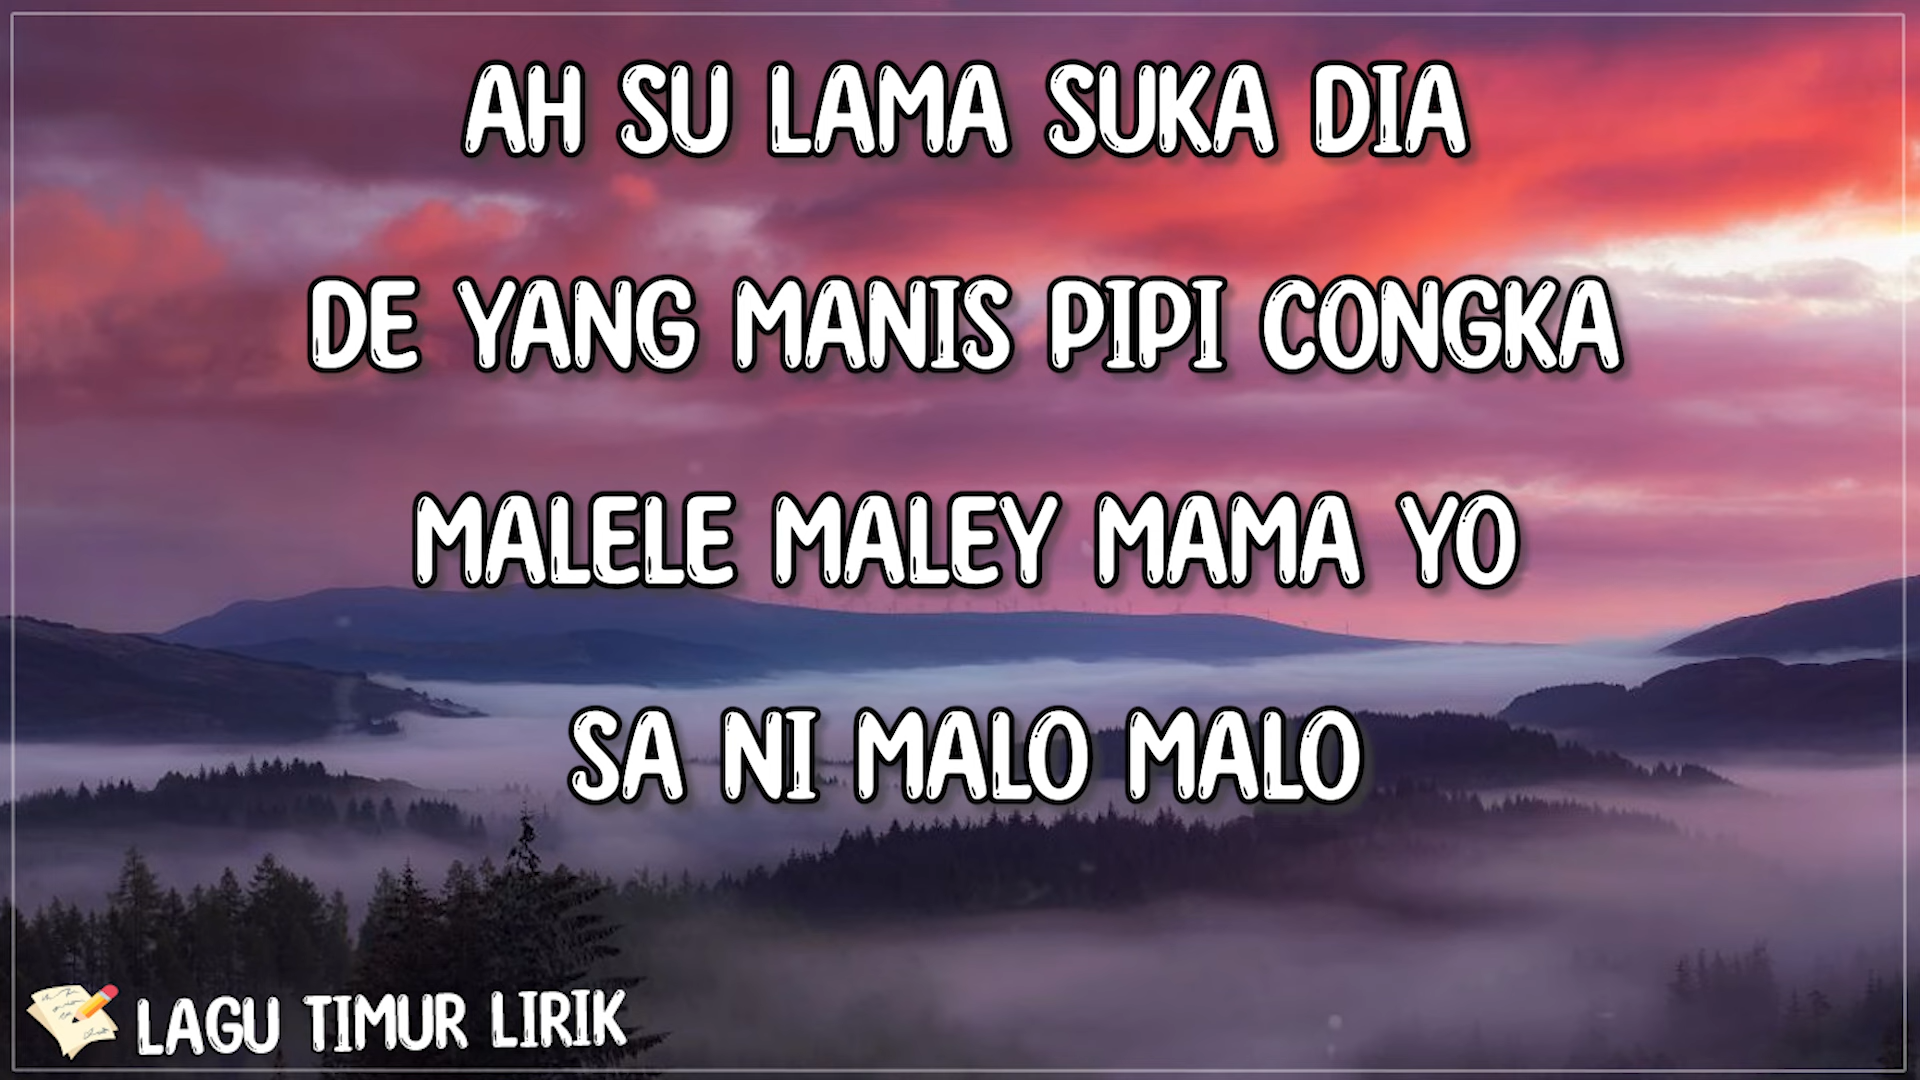 AH SU LAMA SUKA DIA
DE YANG MANIS PIPI CONGKA
MALELE MALEY MAMA YO
SA NI MALO MALO
LAGU TIMUR LIRIK